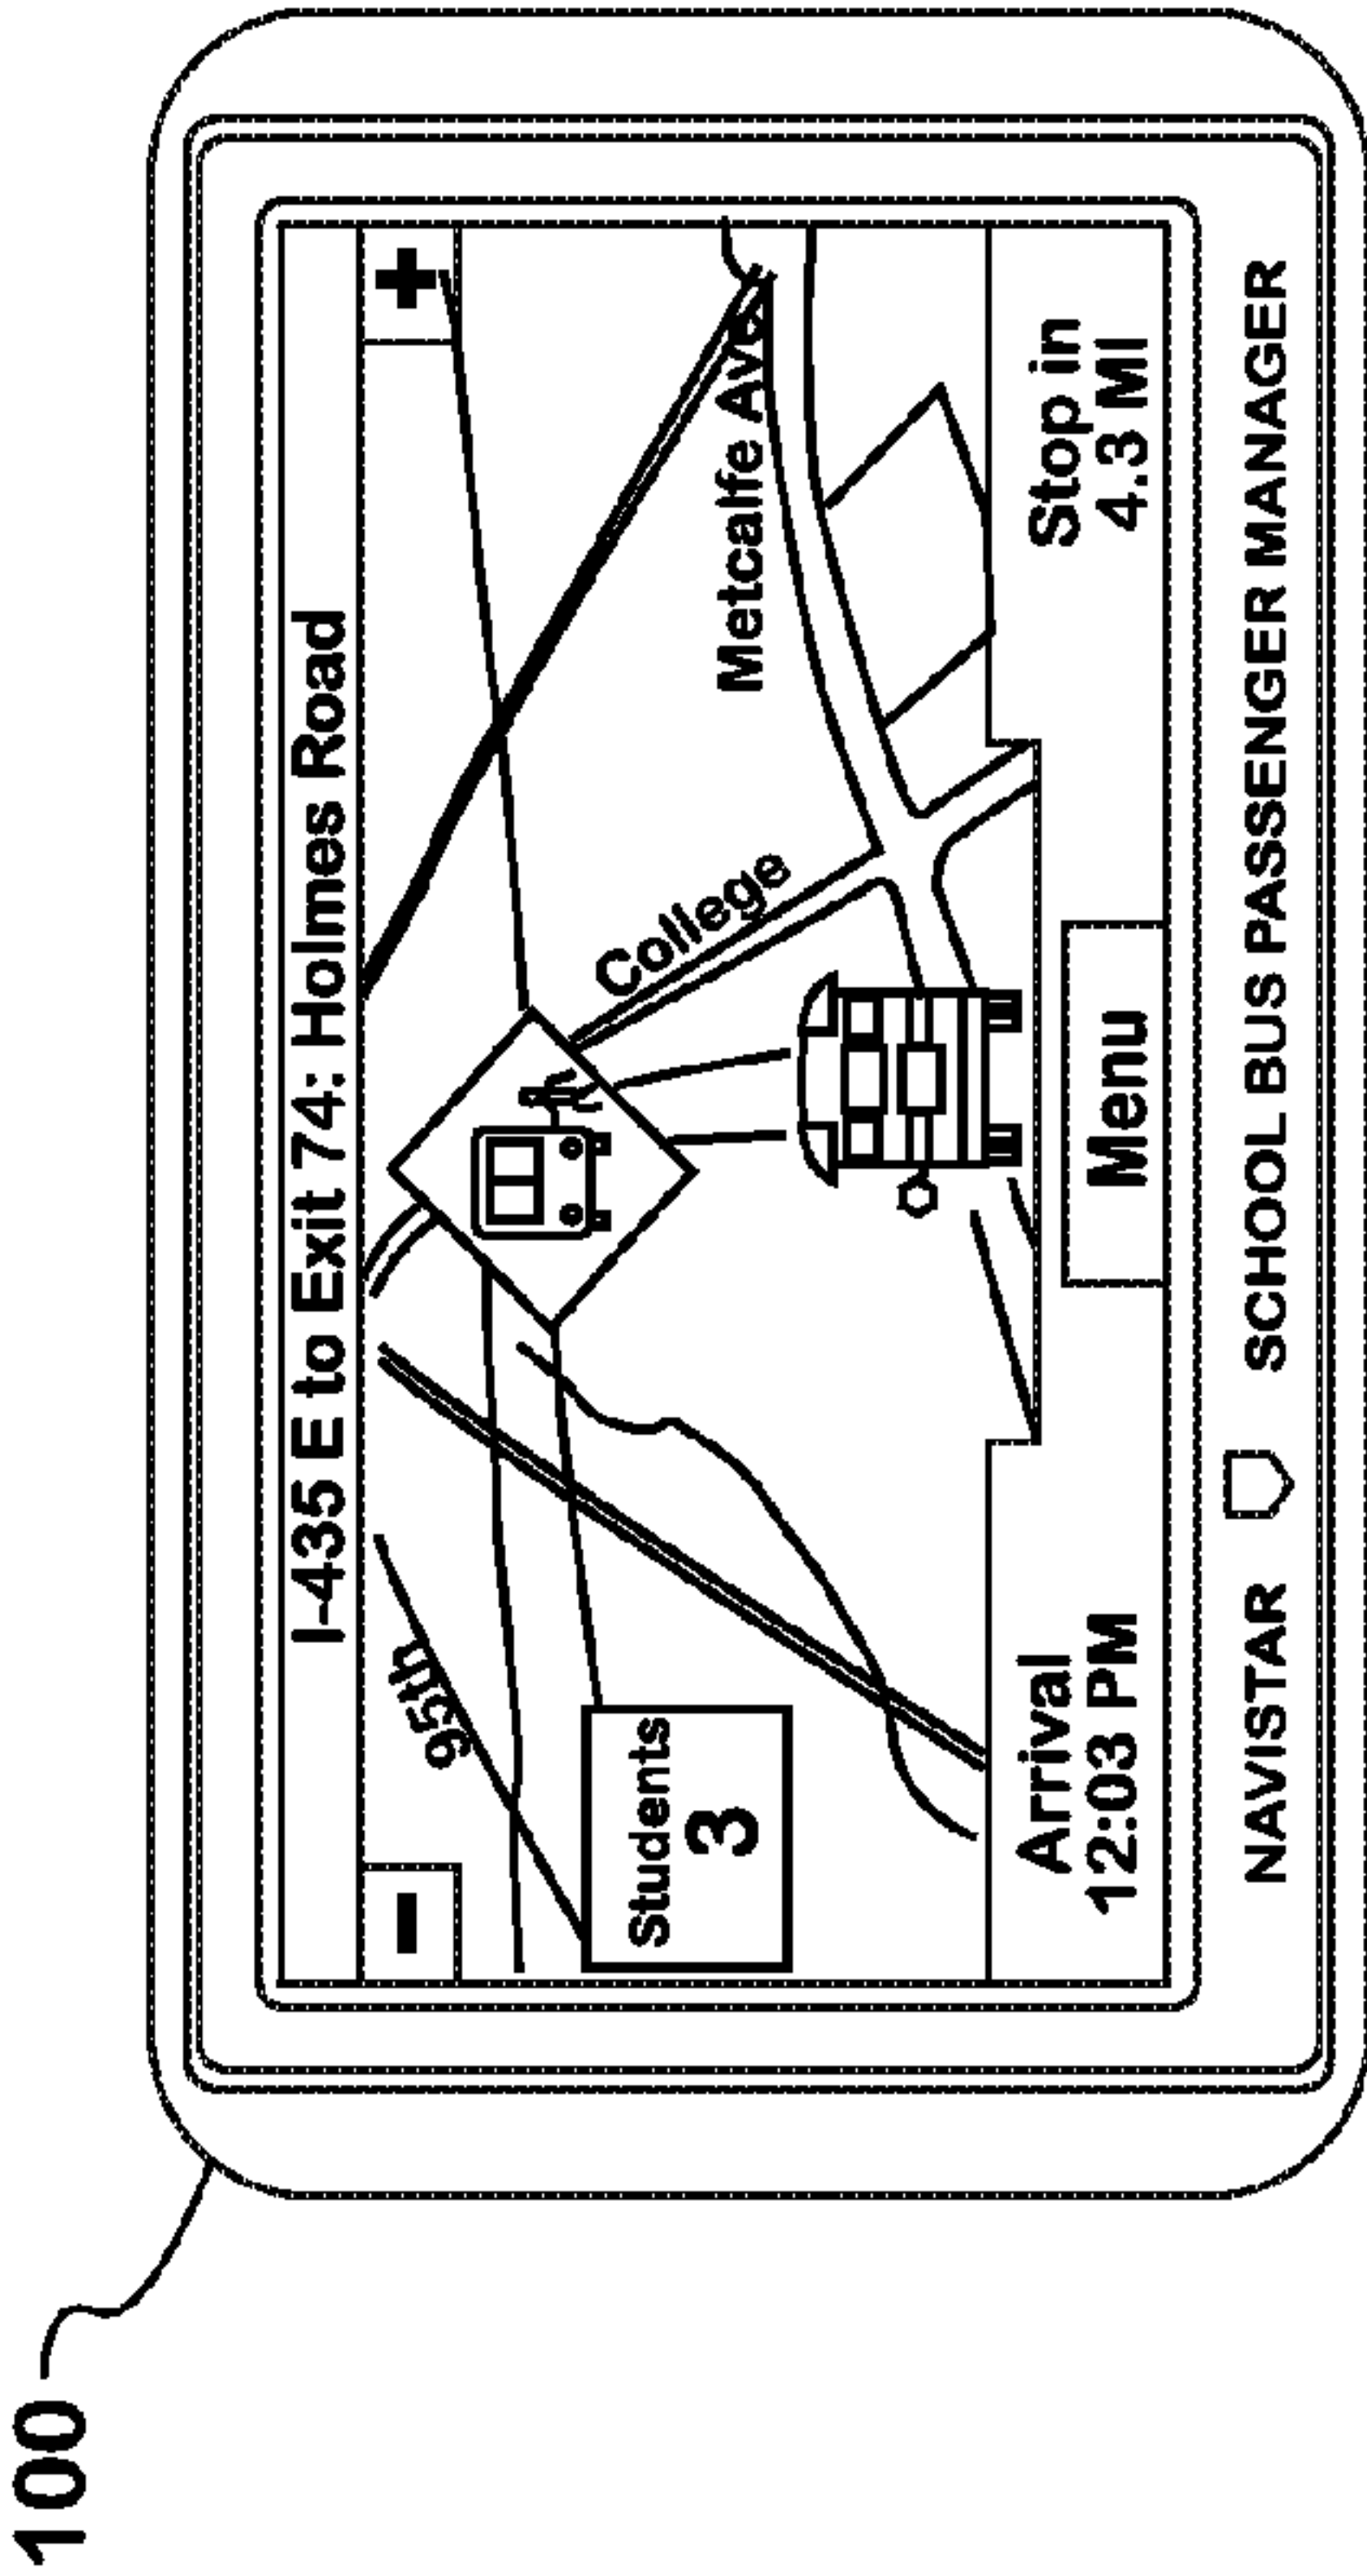 100
I-435 E to Exit 74: Holmes Road
-
+
95th
College
Metcalfe Ave
Students
3
Arrival
12:03 PM
Menu
Stop in
4.3 MI
NAVISTAR SCHOOL BUS PASSENGER MANAGER